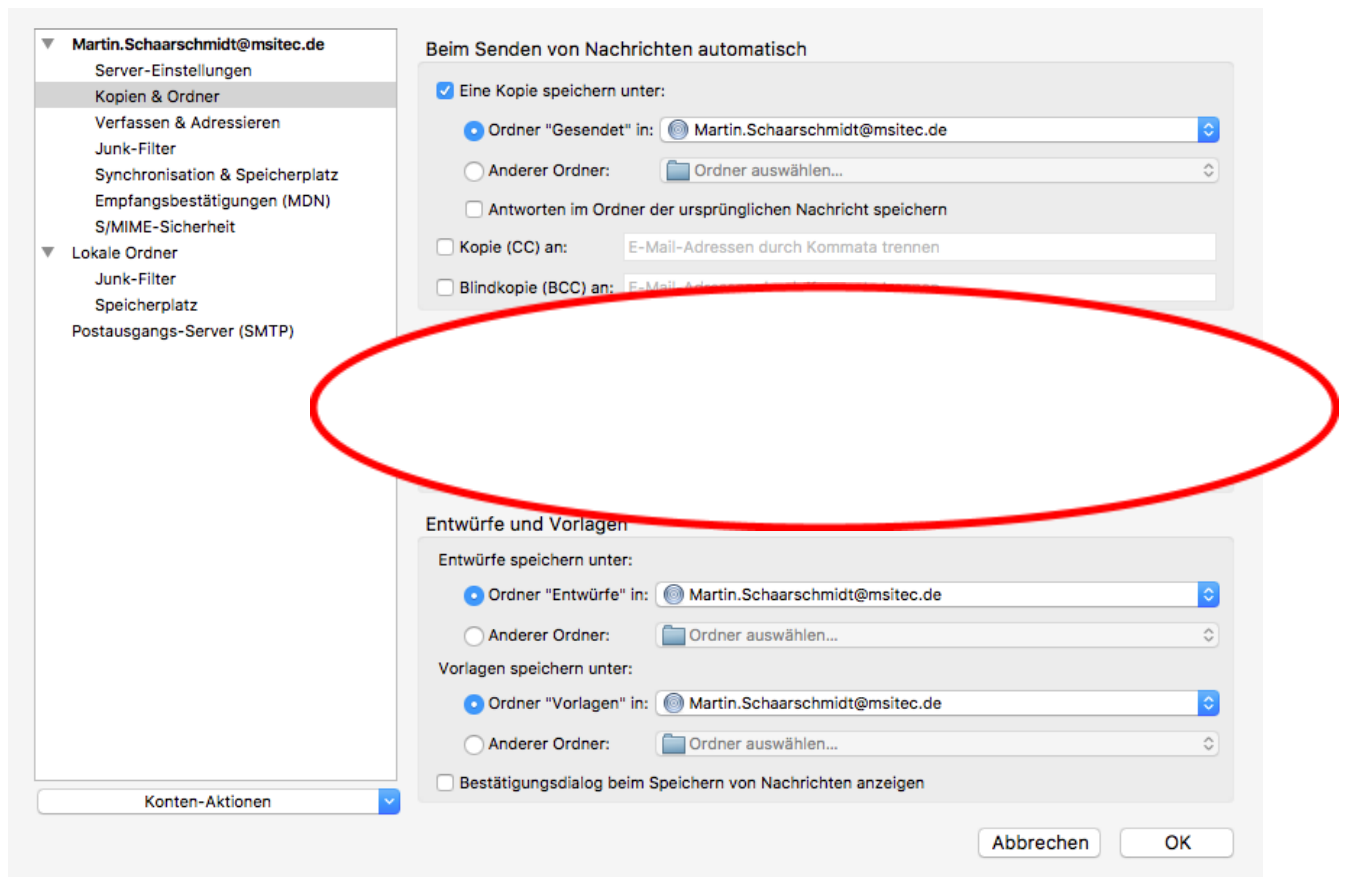 Martin.Schaarschmidt@msitec.de
Server-Einstellungen
Kopien & Ordner
Verfassen & Adressieren
Junk-Filter
Synchronisation & Speicherplatz
Empfangsbestätigungen (MDN)
S/MIME-Sicherheit
Lokale Ordner
Junk-Filter
Speicherplatz
Postausgangs-Server (SMTP)
Konten-Aktionen
Beim Senden von Nachrichten automatisch
Eine Kopie speichern unter:
Ordner "Gesendet" in: Martin.Schaarschmidt@msitec.de
Anderer Ordner: Ordner auswählen...
Antworten im Ordner der ursprünglichen Nachricht speichern
Kopie (CC) an: E-Mail-Adressen durch Kommata trennen
Blindkopie (BCC) an: E-Mail-Adressen
Entwürfe und Vorlagen
Entwürfe speichern unter:
Ordner "Entwürfe" in: Martin.Schaarschmidt@msitec.de
Anderer Ordner: Ordner auswählen...
Vorlagen speichern unter:
Ordner "Vorlagen" in: Martin.Schaarschmidt@msitec.de
Anderer Ordner: Ordner auswählen...
Bestätigungsdialog beim Speichern von Nachrichten anzeigen
Abbrechen OK